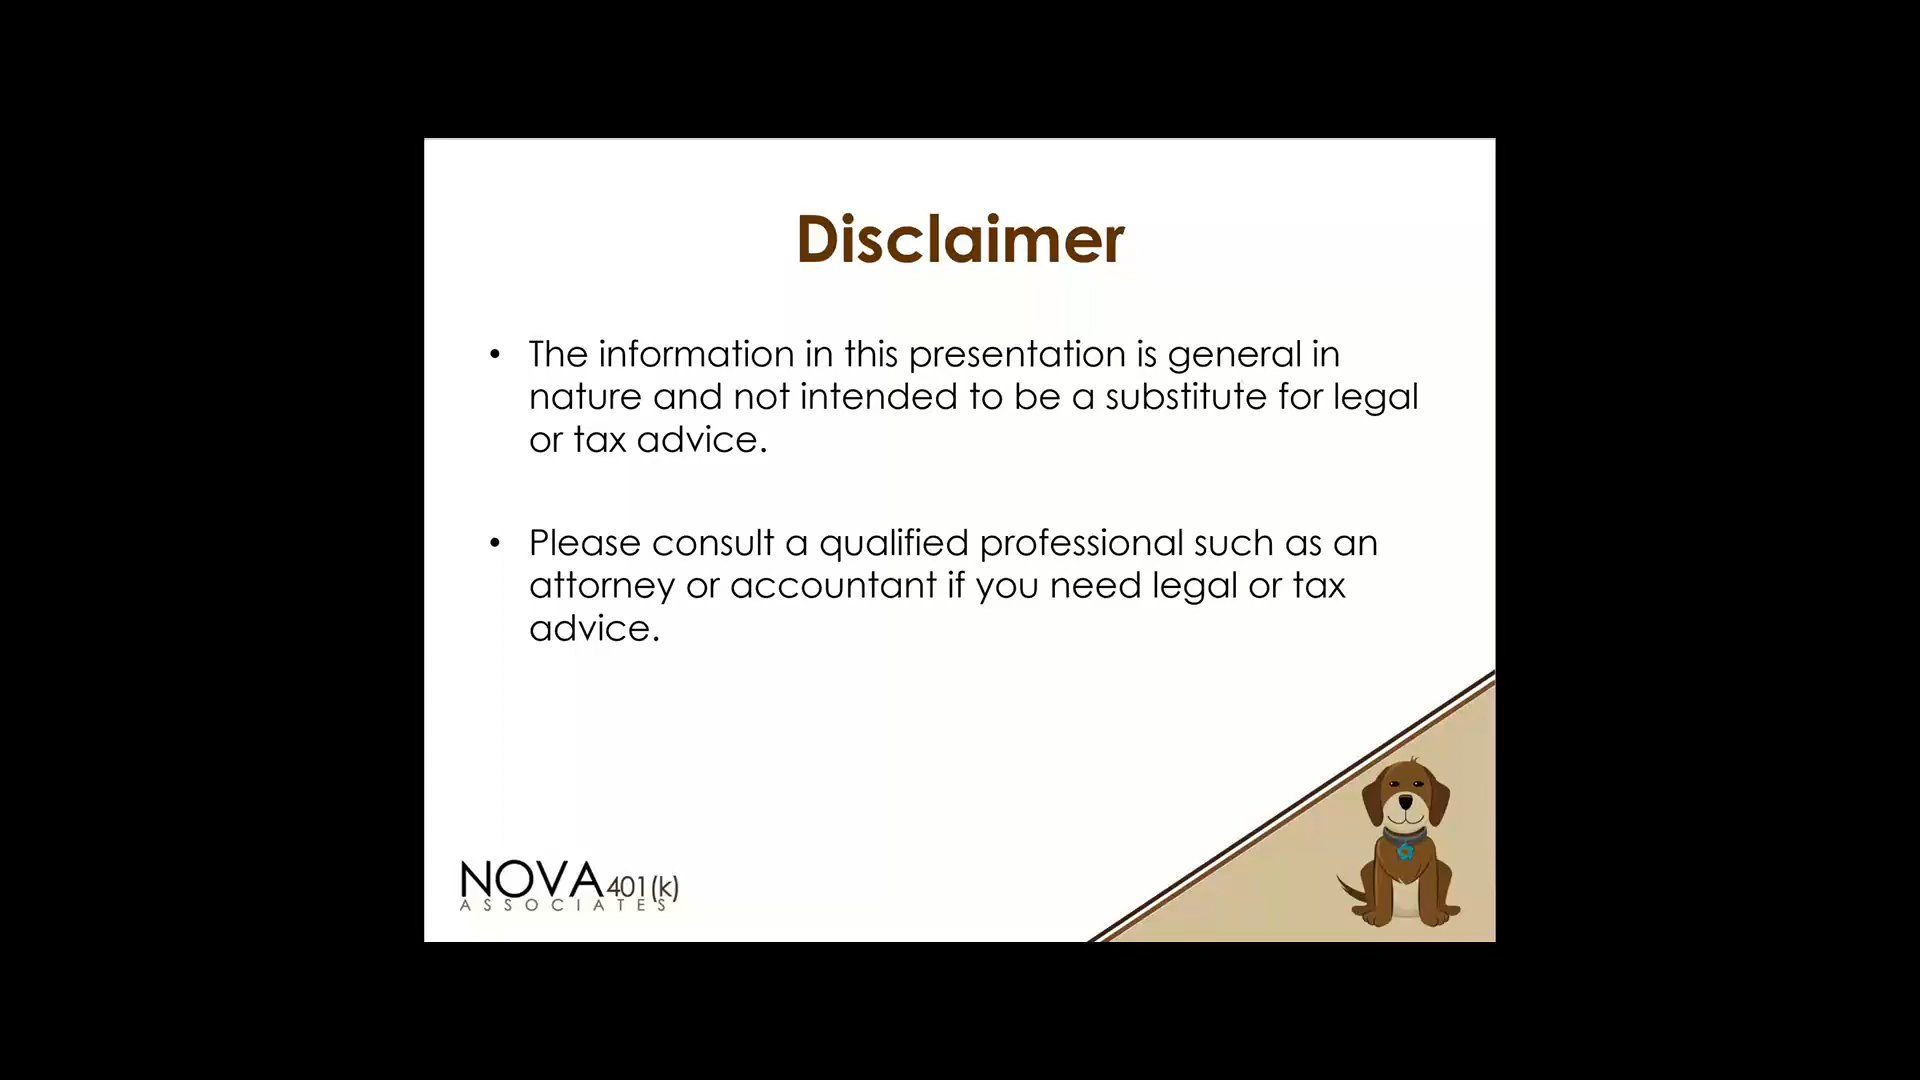 Disclaimer
• The information in this presentation is general in
nature and not intended to be a substitute for legal
or tax advice.
• Please consult a qualified professional such as an
attorney or accountant if you need legal or tax
advice.
NOVA 401(k)
ASSOCIATES